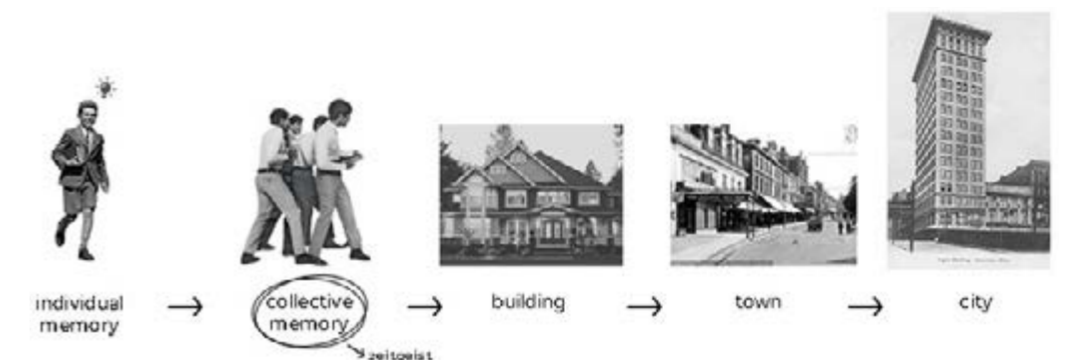 individual
memory
→
collective
memory
zeitgeist
→
building
→
town
→
city